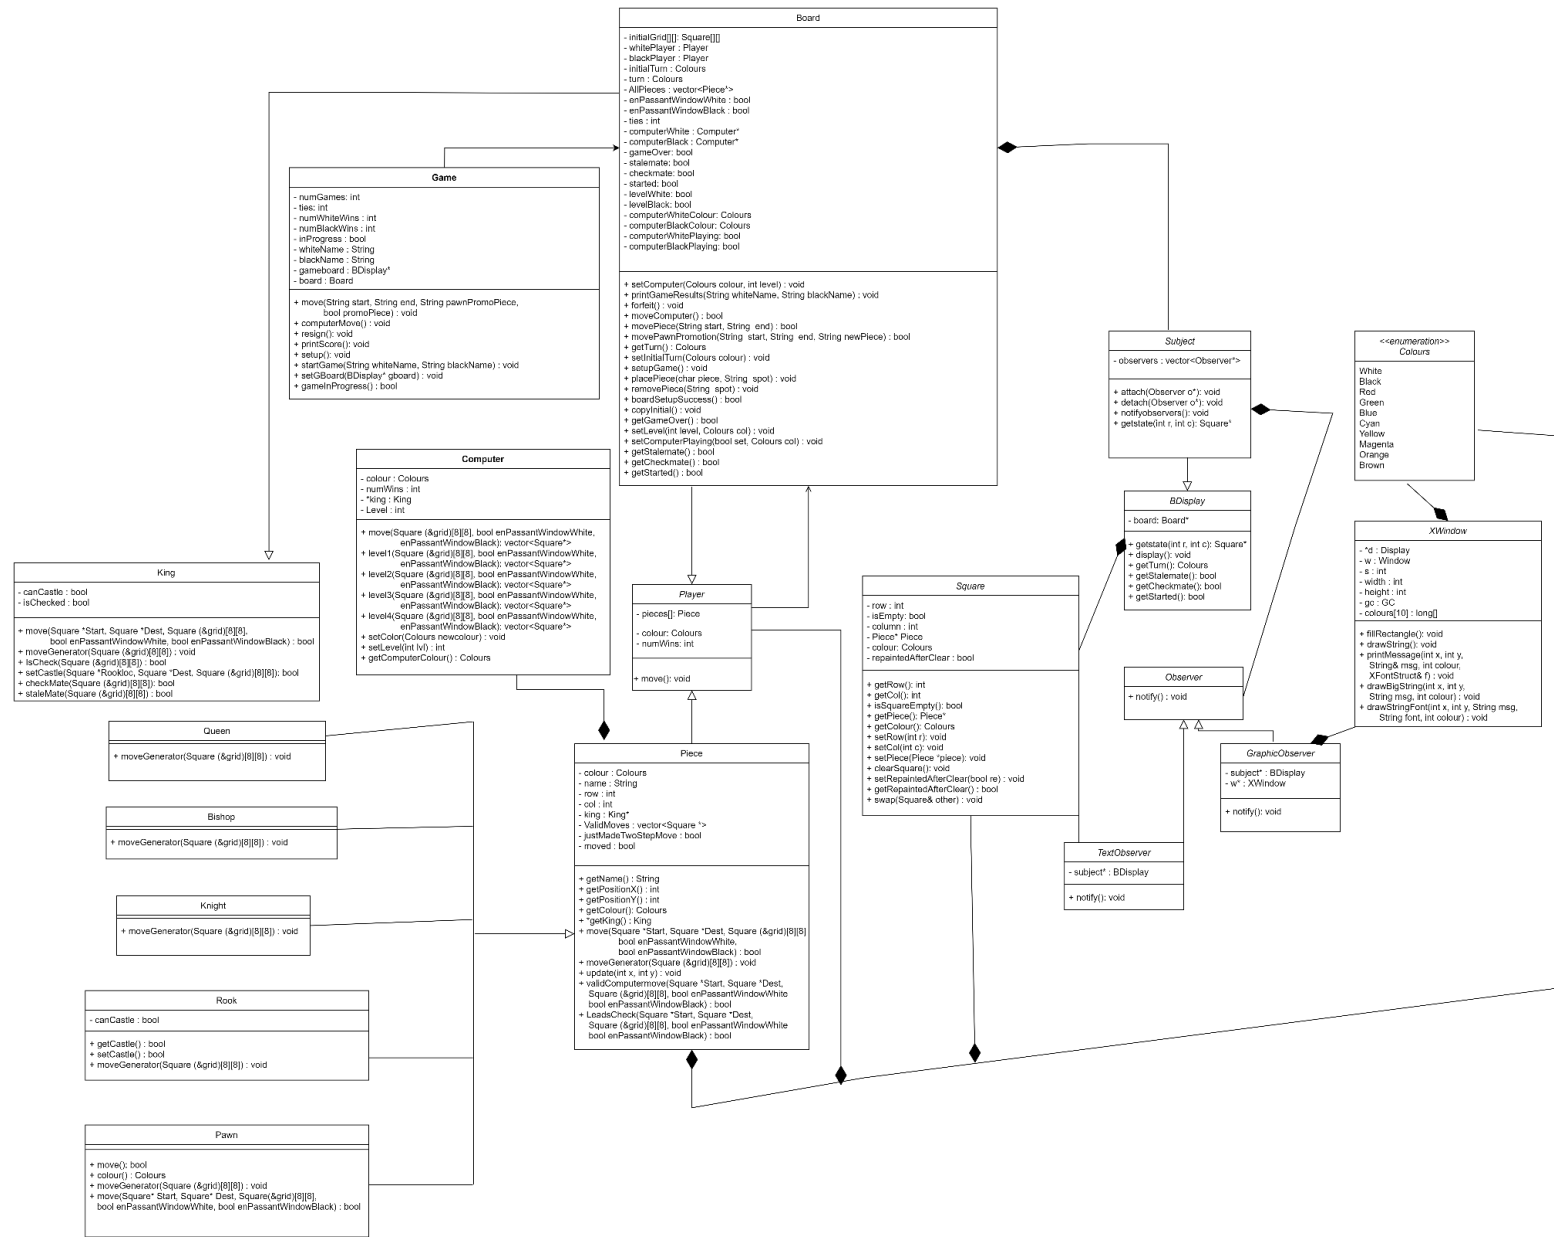 Board
- initialGrid[][]: Square[][]
- whitePlayer : Player
- blackPlayer : Player
- initialTurn : Colours
- turn : Colours
- AllPieces : vector<Piece*>
- enPassantWindowWhite : bool
- enPassantWindowBlack : bool
- ties : int
- computerWhite : Computer*
- computerBlack : Computer*
- gameOver: bool
- stalemate: bool
- checkmate: bool
- started: bool
- levelWhite: bool
- levelBlack: bool
- computerWhiteColour: Colours
- computerBlackColour: Colours
- computerWhitePlaying: bool
- computerBlackPlaying: bool
+ setComputer(Colours colour, int level) : void
+ printGameResults(String whiteName, String blackName) : void
+ forfeit() : void
+ moveComputer() : bool
+ movePiece(String start, String end) : bool
+ movePawnPromotion(String start, String end, String newPiece) : bool
+ getTurn() : Colours
+ setInitialTurn(Colours colour) : void
+ setupGame() : void
+ placePiece(char piece, String spot) : void
+ removePiece(String spot) : void
+ boardSetupSuccess() : bool
+ copyInitial() : void
+ getGameOver() : bool
+ setLevel(int level, Colours col) : void
+ setComputerPlaying(bool set, Colours col) : void
+ getStalemate() : bool
+ getCheckmate() : bool
+ getStarted() : bool
Game
- numGames: int
- ties: int
- numWhiteWins : int
- numBlackWins : int
- inProgress : bool
- whiteName : String
- blackName : String
- gameboard : BDisplay*
- board : Board
+ move(String start, String end, String pawnPromoPiece,
bool promoPiece) : void
+ computerMove() : void
+ resign(): void
+ printScore(): void
+ setup(): void
+ startGame(String whiteName, String blackName) : void
+ setGBoard(BDisplay* gboard) : void
+ gameInProgress() : bool
Computer
- colour : Colours
- numWins : int
- *king : King
- Level : int
+ move(Square (&grid)[8][8], bool enPassantWindowWhite,
enPassantWindowBlack): vector<Square*>
+ level1(Square (&grid)[8][8], bool enPassantWindowWhite,
enPassantWindowBlack): vector<Square*>
+ level2(Square (&grid)[8][8], bool enPassantWindowWhite,
enPassantWindowBlack): vector<Square*>
+ level3(Square (&grid)[8][8], bool enPassantWindowWhite,
enPassantWindowBlack): vector<Square*>
+ level4(Square (&grid)[8][8], bool enPassantWindowWhite,
enPassantWindowBlack): vector<Square*>
+ setColor(Colours newcolour) : void
+ setLevel(int lvl) : void
+ getComputerColour() : Colours
King
- canCastle : bool
- isChecked : bool
+ move(Square *Start, Square *Dest, Square (&grid)[8][8],
bool enPassantWindowWhite, bool enPassantWindowBlack) : bool
+ moveGenerator(Square (&grid)[8][8]) : void
+ IsCheck(Square (&grid)[8][8]) : bool
+ setCastle(Square *Rookloc, Square *Dest, Square (&grid)[8][8]): bool
+ checkMate(Square (&grid)[8][8]) : bool
+ staleMate(Square (&grid)[8][8]) : bool
Queen
+ moveGenerator(Square (&grid)[8][8]) : void
Bishop
+ moveGenerator(Square (&grid)[8][8]) : void
Knight
+ moveGenerator(Square (&grid)[8][8]) : void
Rook
- canCastle : bool
+ getCastle() : bool
+ setCastle() : bool
+ moveGenerator(Square (&grid)[8][8]) : void
Pawn
+ move(): bool
+ colour() : Colours
+ moveGenerator(Square (&grid)[8][8]) : void
+ move(Square* Start, Square* Dest, Square(&grid)[8][8],
bool enPassantWindowWhite, bool enPassantWindowBlack) : bool
Player
- pieces[]: Piece
- colour: Colours
- numWins: int
+ move(): void
Piece
- colour : Colours
- name : String
- row : int
- col : int
- king : King*
- ValidMoves : vector<Square *>
- justMadeTwoStepMove : bool
- moved : bool
+ getName() : String
+ getPositionX() : int
+ getPositionY() : int
+ getColour(): Colours
+ *getKing() : King
+ move(Square *Start, Square *Dest, Square (&grid)[8][8]
bool enPassantWindowWhite,
bool enPassantWindowBlack) : bool
+ moveGenerator(Square (&grid)[8][8]) : void
+ update(int x, int y) : void
+ validComputermove(Square *Start, Square *Dest,
Square (&grid)[8][8], bool enPassantWindowWhite
bool enPassantWindowBlack) : bool
+ LeadsCheck(Square *Start, Square *Dest,
Square (&grid)[8][8], bool enPassantWindowWhite
bool enPassantWindowBlack) : bool
Square
- row : int
- isEmpty: bool
- column : int
- Piece* Piece
- colour: Colours
- repaintedAfterClear : bool
+ getRow(): int
+ getCol(): int
+ isSquareEmpty(): bool
+ getPiece(): Piece*
+ getColour(): Colours
+ setRow(int r): void
+ setCol(int c): void
+ setPiece(Piece *piece): void
+ clearSquare(): void
+ setRepaintedAfterClear(bool re) : void
+ getRepaintedAfterClear() : bool
+ swap(Square& other) : void
Subject
- observers : vector<Observer*>
+ attach(Observer o*): void
+ detach(Observer o*): void
+ notifyobservers(): void
+ getstate(int r, int c): Square*
BDisplay
- board: Board*
+ getstate(int r, int c): Square*
+ display(): void
+ getTurn(): Colours
+ getStalemate(): bool
+ getCheckmate(): bool
+ getStarted(): bool
Observer
+ notify() : void
TextObserver
- subject* : BDisplay
+ notify(): void
GraphicObserver
- subject* : BDisplay
- w* : XWindow
+ notify(): void
<<enumeration>>
Colours
White
Black
Red
Green
Blue
Cyan
Yellow
Magenta
Orange
Brown
XWindow
- *d : Display
- w : Window
- s : int
- width : int
- height : int
- gc : GC
- colours[10] : long[]
+ fillRectangle(): void
+ drawString(): void
+ printMessage(int x, int y,
String& msg, int colour,
XFontStruct& f) : void
+ drawBigString(int x, int y,
String msg, int colour) : void
+ drawStringFont(int x, int y, String msg,
String font, int colour) : void